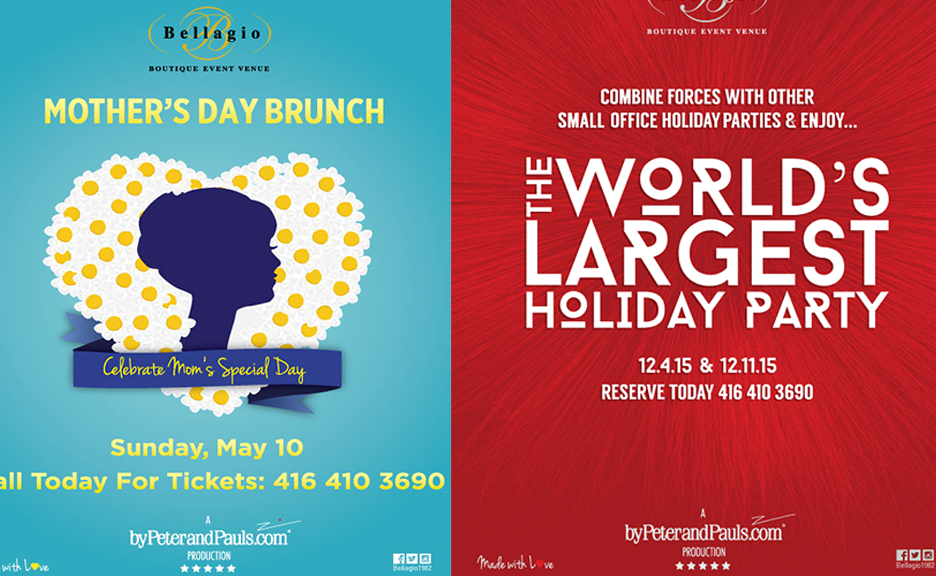 Bellagio
BOUTIQUE EVENT VENUE
MOTHER'S DAY BRUNCH
Celebrate Mom's Special Day
Sunday, May 10
all Today For Tickets: 416 410 3690
A
byPeterandPauls.com
PRODUCTION
with Love
Bellagio1982
BOUTIQUE EVENT VENUE
COMBINE FORCES WITH OTHER
SMALL OFFICE HOLIDAY PARTIES & ENJOY...
THE WORLD'S
LARGEST
HOLIDAY PARTY
12.4.15 & 12.11.15
RESERVE TODAY 416 410 3690
A
byPeterandPauls.com
PRODUCTION
Made with Love
Bellagio1982